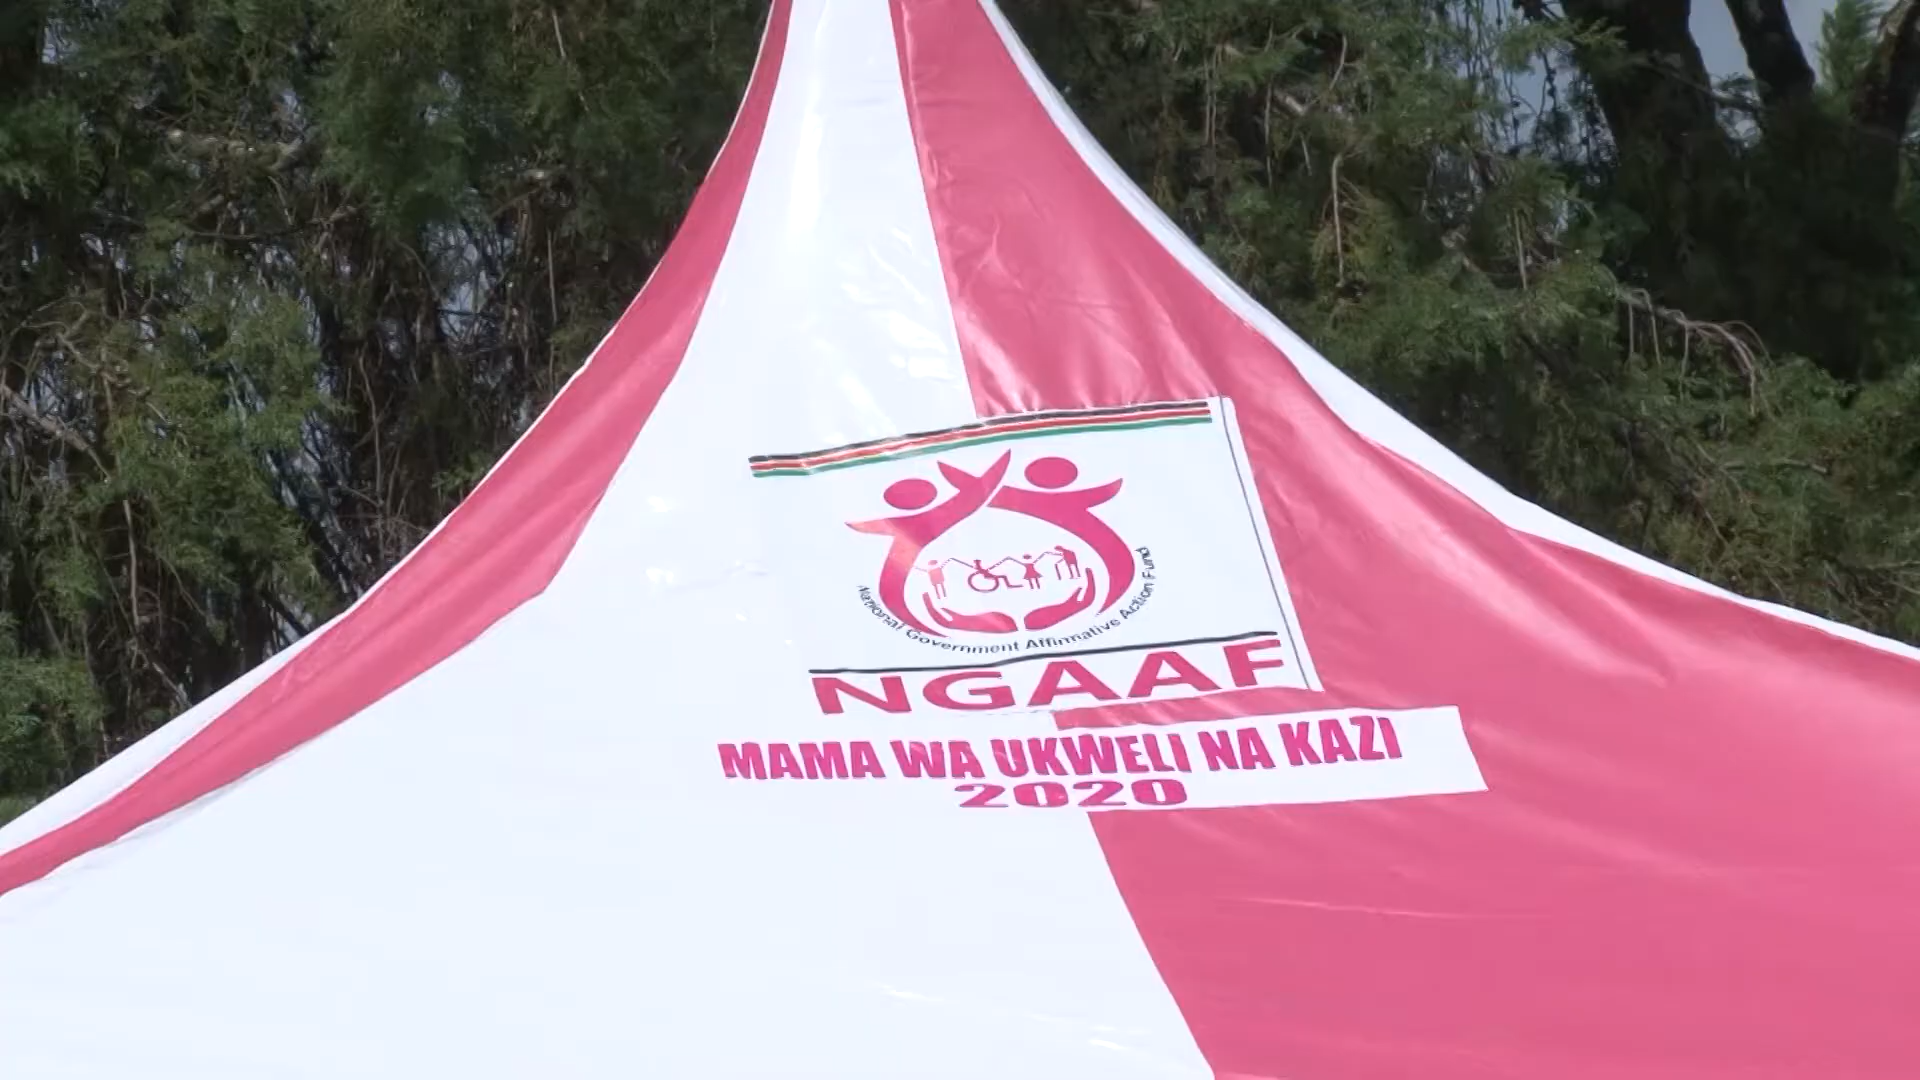 National Government Affirmative Action Fund
NGAAF
MAMA WA UKWELI NA KAZI
2020